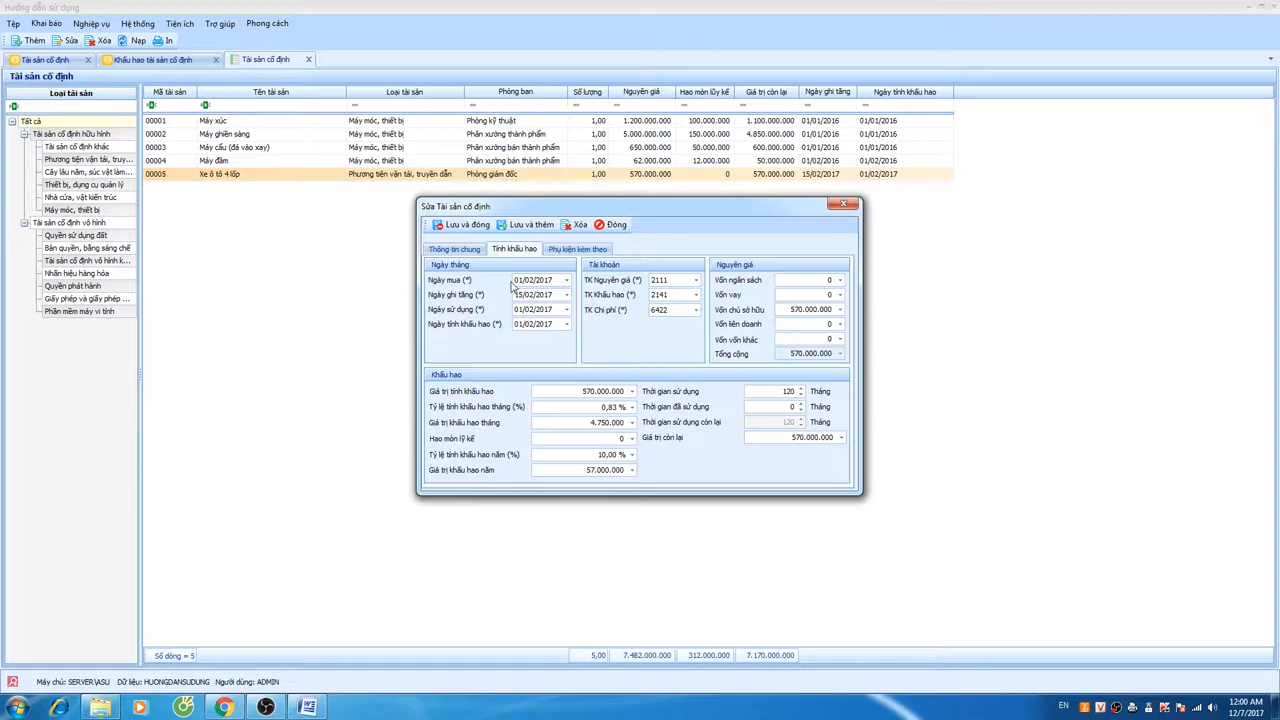 Hướng dẫn sử dụng
Tệp Khai báo Nghiệp vụ Hệ thống Tiện ích Trợ giúp Phong cách
Thêm Sửa Xóa Nạp In
Tài sản cố định Khấu hao tài sản cố định Tài sản cố định
Tài sản cố định
Loại tài sản Mã tài sản Tên tài sản Loại tài sản Phòng ban Số lượng Nguyên giá Hao mòn lũy kế Giá trị còn lại Ngày ghi tăng Ngày tính khấu hao
Tất cả
Tài sản cố định hữu hình
Tài sản cố định khác
Phương tiện vận tải, truy...
Cây lâu năm, súc vật làm...
Thiết bị, dụng cụ quản lý
Nhà cửa, vật kiến trúc
Máy móc, thiết bị
Tài sản cố định vô hình
Quyền sử dụng đất
Bản quyền, bằng sáng chế
Tài sản cố định vô hình k...
Nhãn hiệu hàng hóa
Quyền phát hành
Giấy phép và giấy phé...
Phần mềm máy vi tính
00001 Máy xúc Máy móc, thiết bị Phòng kỹ thuật 1,00 1.200.000.000 100.000.000 1.100.000.000 01/01/2016 01/01/2016
00002 Máy ghiền sàng Máy móc, thiết bị Phân xưởng thành phẩm 1,00 5.000.000.000 150.000.000 4.850.000.000 01/01/2016 01/01/2016
00003 Máy cẩu (đá vào xay) Máy móc, thiết bị Phân xưởng bán thành phẩm 1,00 650.000.000 50.000.000 600.000.000 01/01/2016 01/01/2016
00004 Máy đầm Máy móc, thiết bị Phân xưởng bán thành phẩm 1,00 62.000.000 12.000.000 50.000.000 01/02/2016 01/02/2016
00005 Xe ô tô 4 lốp Phương tiện vận tải, truyền dẫn Phòng giám đốc 1,00 570.000.000 0 570.000.000 15/02/2017 01/02/2017
Sửa Tài sản cố định
Lưu và đóng Lưu và thêm Xóa Đóng
Thông tin chung Tính khấu hao Phụ kiện kèm theo
Ngày tháng Tài khoản Nguyên giá
Ngày mua (*) 01/02/2017 TK Nguyên giá (*) 2111 Vốn ngân sách 0
Ngày ghi tăng (*) 15/02/2017 TK Khấu hao (*) 2141 Vốn vay 0
Ngày sử dụng (*) 01/02/2017 TK Chi phí (*) 6422 Vốn chủ sở hữu 570.000.000
Ngày tính khấu hao (*) 01/02/2017 Vốn liên doanh 0
Vốn vốn khác 0
Tổng cộng 570.000.000
Khấu hao
Giá trị tính khấu hao 570.000.000 Thời gian sử dụng 120 Tháng
Tỷ lệ tính khấu hao tháng (%) 0,83 % Thời gian đã sử dụng 0 Tháng
Giá trị khấu hao tháng 4.750.000 Thời gian sử dụng còn lại 120 Tháng
Hao mòn lỹ kế 0 Giá trị còn lại 570.000.000
Tỷ lệ tính khấu hao năm (%) 10,00 %
Giá trị khấu hao năm 57.000.000
Số dòng = 5 5,00 7.482.000.000 312.000.000 7.170.000.000
Máy chủ: SERVER\ASU Dữ liệu: HUONGDANSUDUNG Người dùng: ADMIN
EN 12:00 AM
12/7/2017